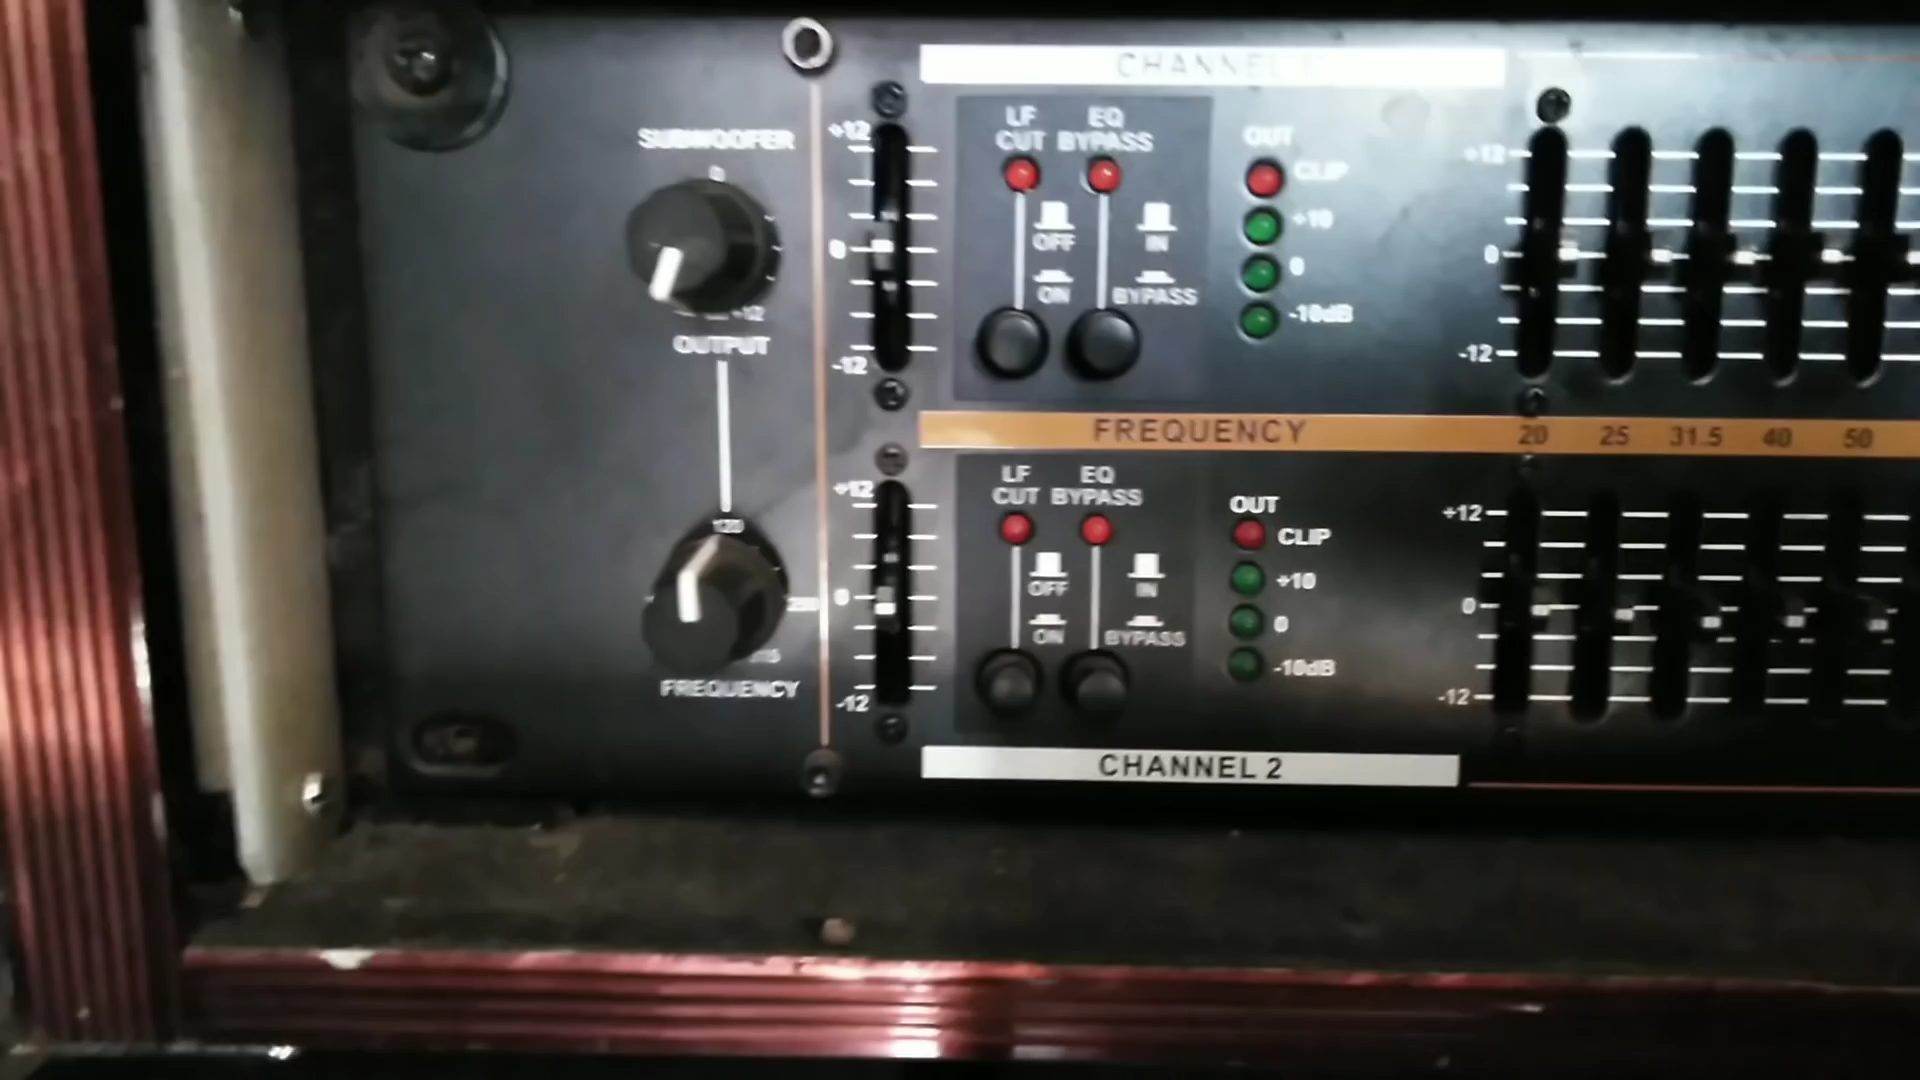 CHANNEL
SUBWOOFER
0
+12
OUTPUT
120
FREQUENCY
+12
0
-12
LF CUT
EQ BYPASS
OFF
IN
ON
BYPASS
OUT
CLIP
+10
0
-10dB
+12
0
-12
FREQUENCY 20 25 31.5 40 50
+12
0
-12
LF CUT
EQ BYPASS
OFF
IN
ON
BYPASS
OUT
CLIP
+10
0
-10dB
+12
0
-12
CHANNEL 2